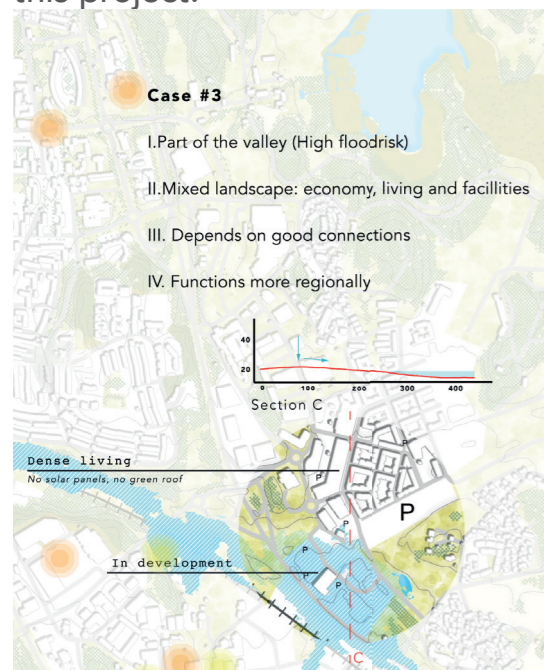 this project.
Case #3
I.Part of the valley (High floodrisk)
II.Mixed landscape: economy, living and facillities
III. Depends on good connections
IV. Functions more regionally
40
20
0 100 200 300 400
Section C
P
Dense living
P
No solar panels, no green roof
P
P
P
In development
P
P
C